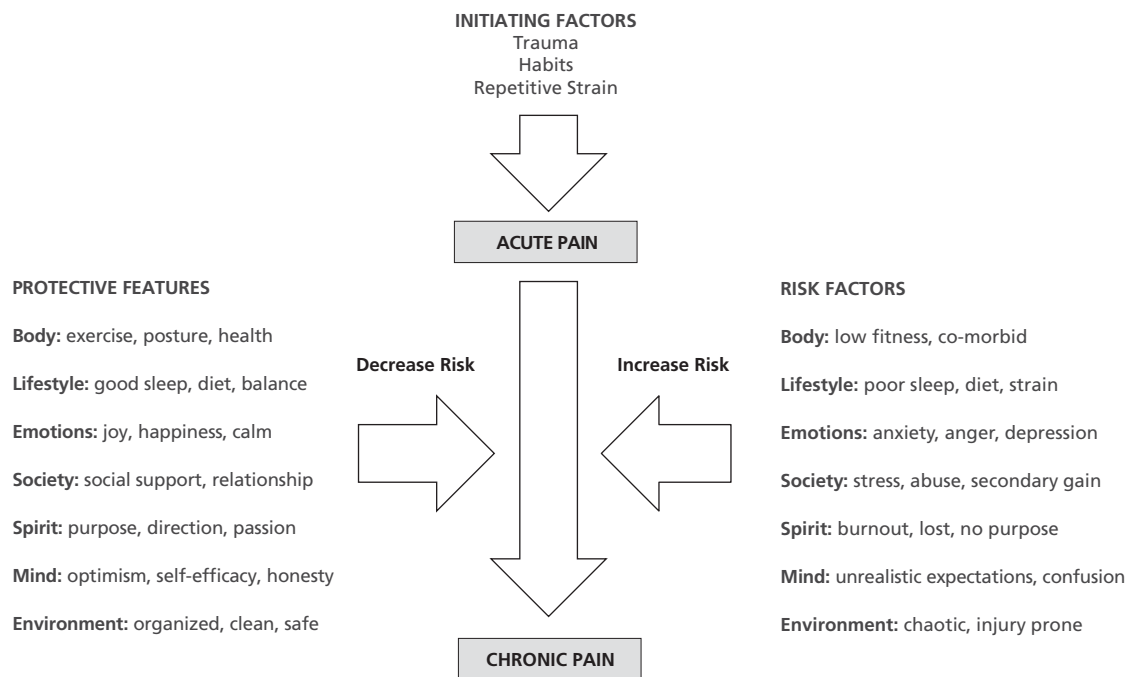 INITIATING FACTORS
Trauma
Habits
Repetitive Strain
ACUTE PAIN
PROTECTIVE FEATURES
Body: exercise, posture, health
Lifestyle: good sleep, diet, balance
Emotions: joy, happiness, calm
Society: social support, relationship
Spirit: purpose, direction, passion
Mind: optimism, self-efficacy, honesty
Environment: organized, clean, safe
Decrease Risk
Increase Risk
RISK FACTORS
Body: low fitness, co-morbid
Lifestyle: poor sleep, diet, strain
Emotions: anxiety, anger, depression
Society: stress, abuse, secondary gain
Spirit: burnout, lost, no purpose
Mind: unrealistic expectations, confusion
Environment: chaotic, injury prone
CHRONIC PAIN